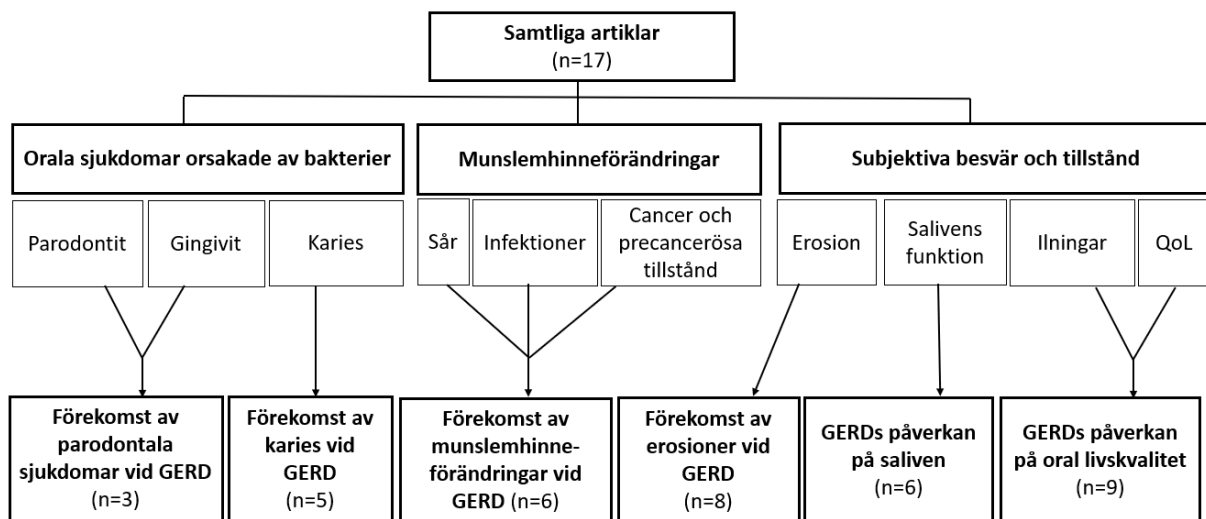 Samtliga artiklar
(n=17)
Orala sjukdomar orsakade av bakterier
Munslemhinneförändringar
Subjektiva besvär och tillstånd
Parodontit
Gingivit
Karies
Sår
Infektioner
Cancer och
precancerösa
tillstånd
Erosion
Salivens
funktion
Ilningar
QoL
Förekomst av
parodontala
sjukdomar vid GERD
(n=3)
Förekomst av
karies vid
GERD
(n=5)
Förekomst av
munslemhinne-
förändringar vid
GERD (n=6)
Förekomst av
erosioner vid
GERD
(n=8)
GERDs påverkan
på saliven
(n=6)
GERDs påverkan
på oral livskvalitet
(n=9)